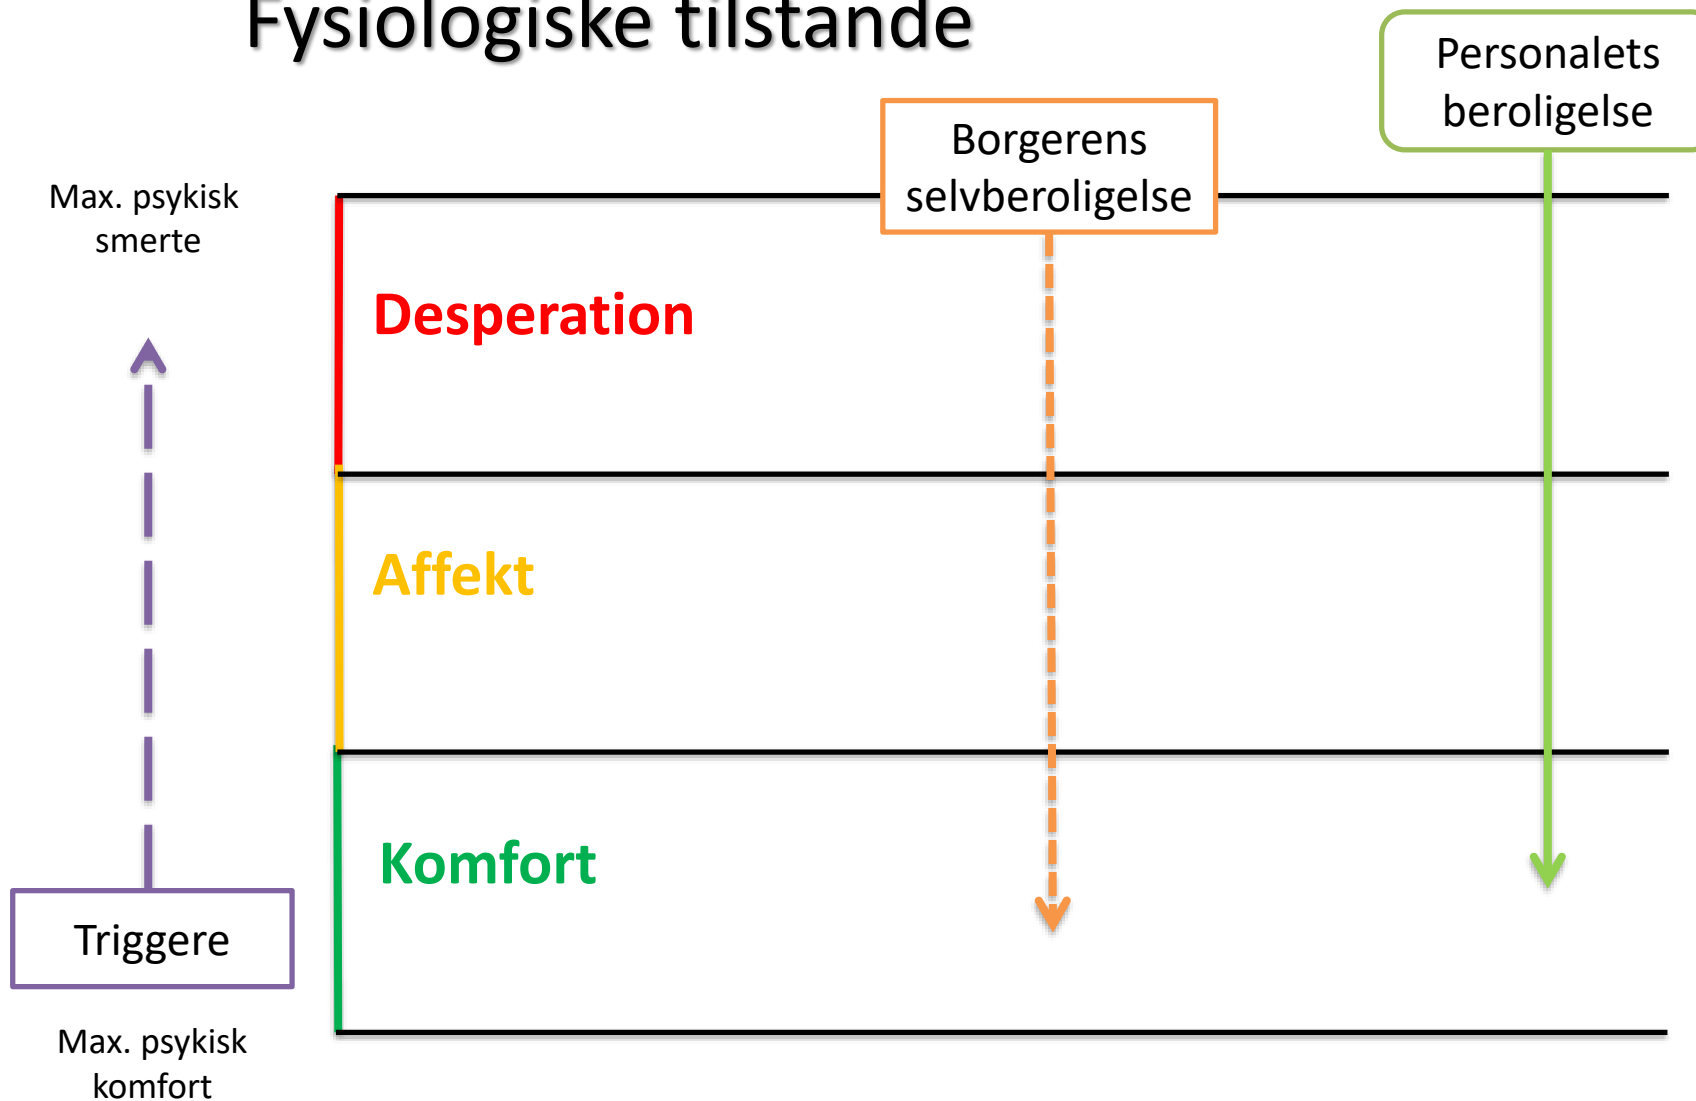 Fysiologiske tilstande
Personalets
beroligelse
Borgerens
selvberoligelse
Max. psykisk
smerte
Desperation
Affekt
Komfort
Triggere
Max. psykisk
komfort